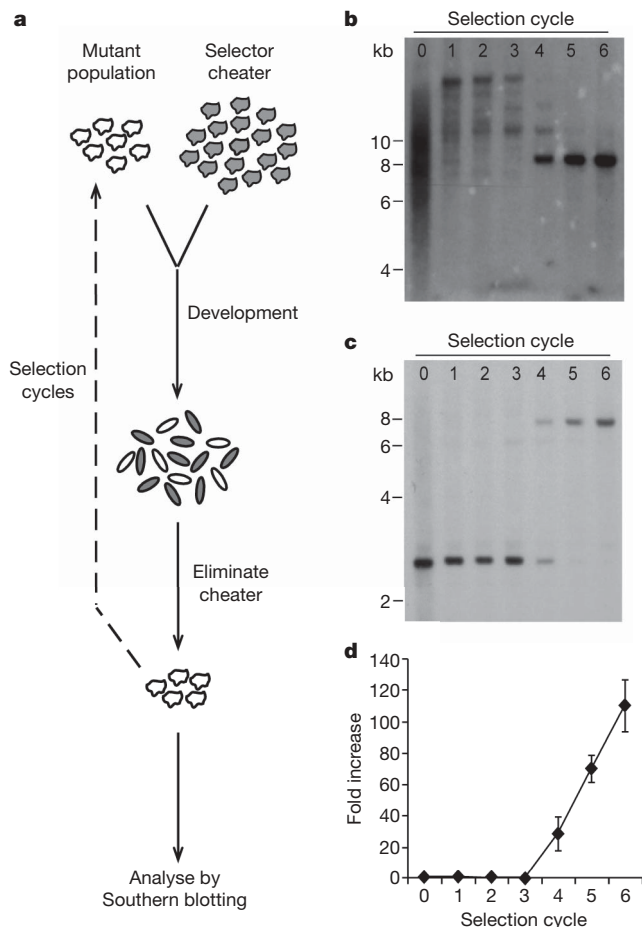 a
Mutant
population
Selector
cheater
Development
Selection
cycles
Eliminate
cheater
Analyse by
Southern blotting
b
Selection cycle
kb 0 1 2 3 4 5 6
10
8
6
4
c
Selection cycle
kb 0 1 2 3 4 5 6
8
6
4
2
d
140
120
100
80
60
40
20
0
Fold increase
0 1 2 3 4 5 6
Selection cycle